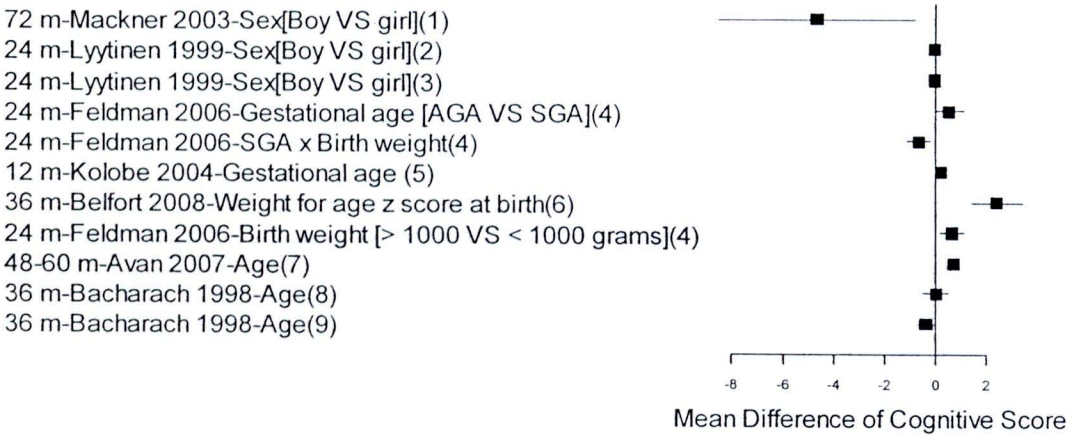 72 m-Mackner 2003-Sex[Boy VS girl](1)
24 m-Lyytinen 1999-Sex[Boy VS girl](2)
24 m-Lyytinen 1999-Sex[Boy VS girl](3)
24 m-Feldman 2006-Gestational age [AGA VS SGA](4)
24 m-Feldman 2006-SGA x Birth weight(4)
12 m-Kolobe 2004-Gestational age (5)
36 m-Belfort 2008-Weight for age z score at birth(6)
24 m-Feldman 2006-Birth weight [> 1000 VS < 1000 grams](4)
48-60 m-Avan 2007-Age(7)
36 m-Bacharach 1998-Age(8)
36 m-Bacharach 1998-Age(9)
-8 -6 -4 -2 0 2
Mean Difference of Cognitive Score